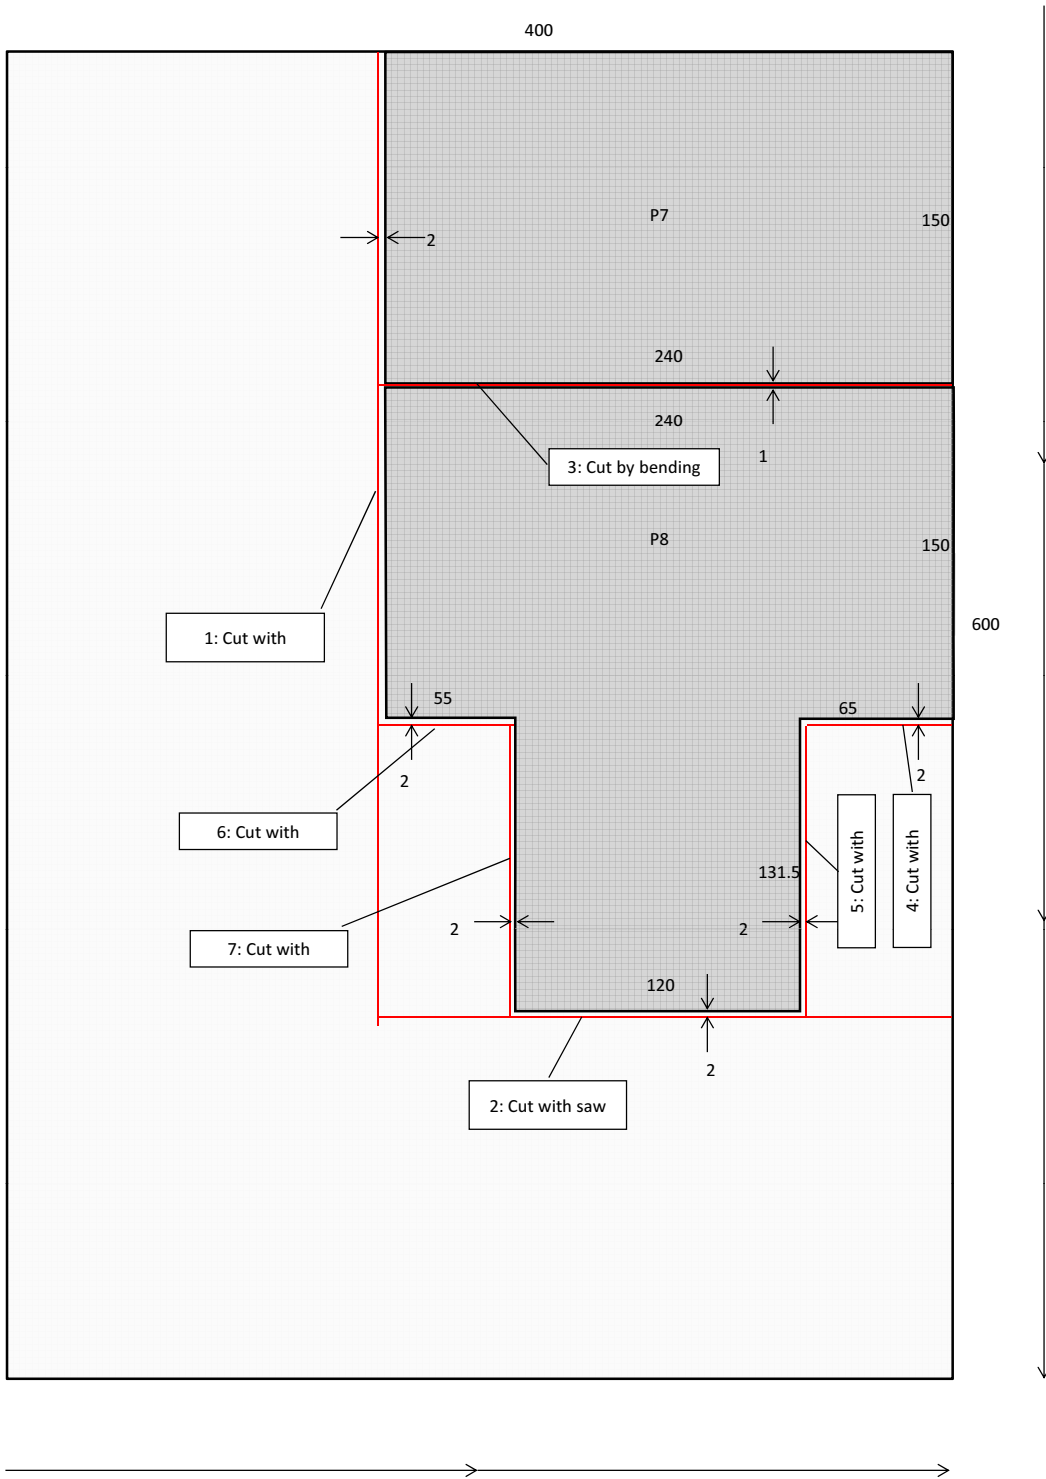 400
P7
150
2
240
240
1
3: Cut by bending
P8
150
600
1: Cut with
55
65
2
2
6: Cut with
131.5
5: Cut with
4: Cut with
2
2
7: Cut with
120
2
2: Cut with saw